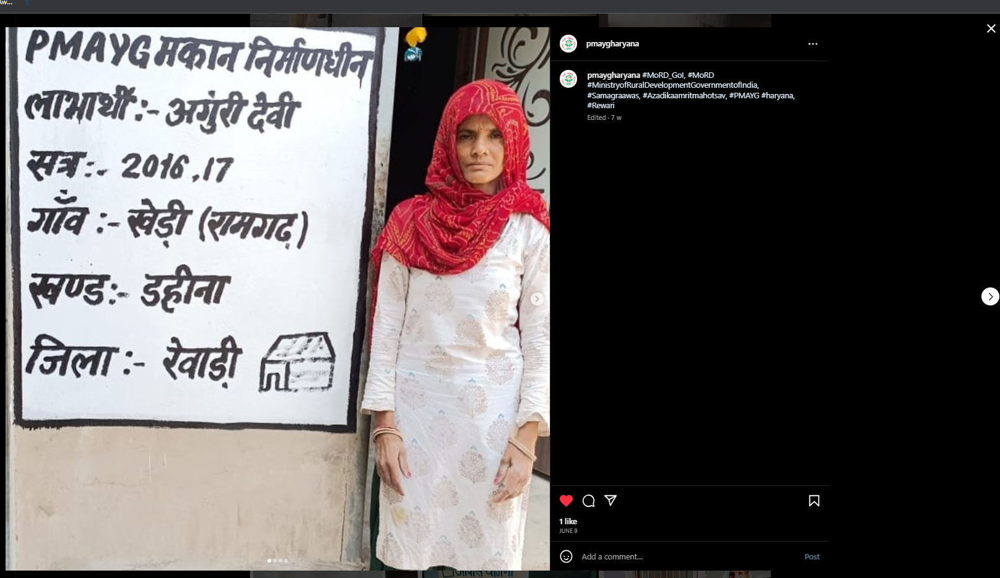 Aw...
PMAYG मकान निर्माणधीन
लाभार्थी :- अगुंरी देवी
सत्र :- 2016,17
गाँव :- खेड़ी (रामगढ़)
खण्ड :- डहीना
जिला :- रेवाड़ी
pmaygharyana
pmaygharyana #MoRD_GoI, #MoRD
#MinistryofRuralDevelopmentGovernmentofIndia,
#Samagraawas, #Azadikaamritmahotsav, #PMAYG #haryana,
#Rewari
Edited · 7 w
1 like
JUNE 9
Add a comment...
Post